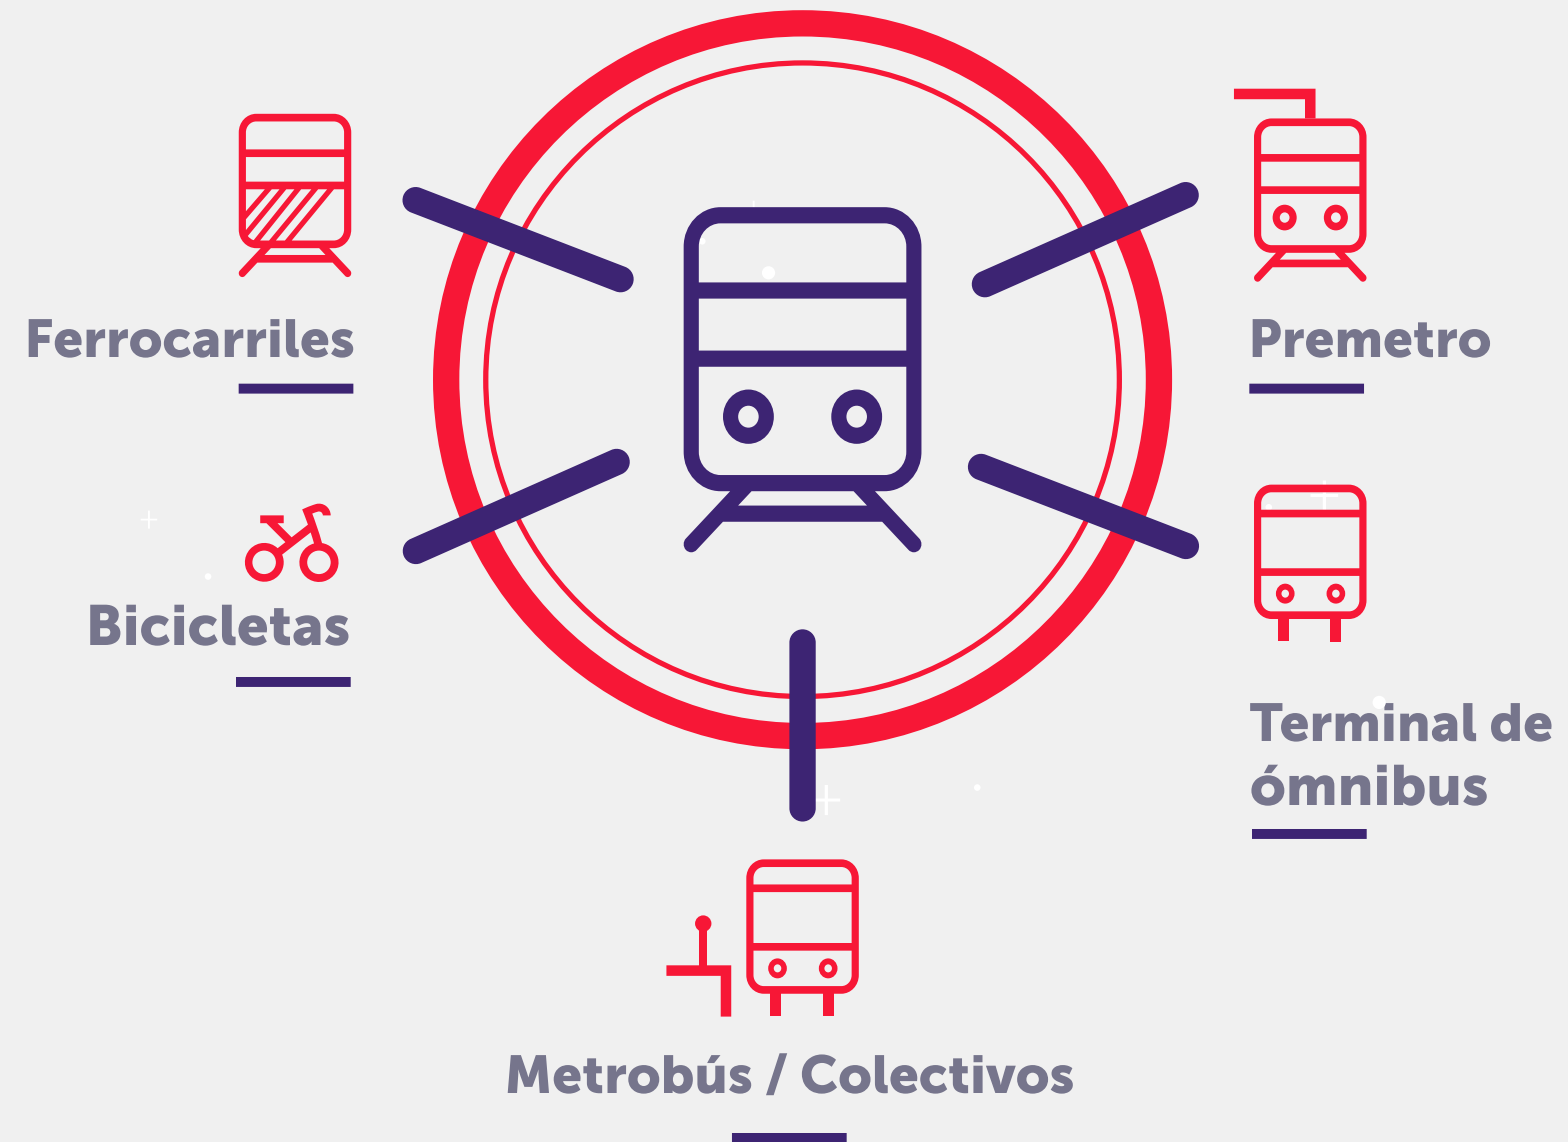 Ferrocarriles
Premetro
Bicicletas
Terminal de
ómnibus
Metrobús / Colectivos